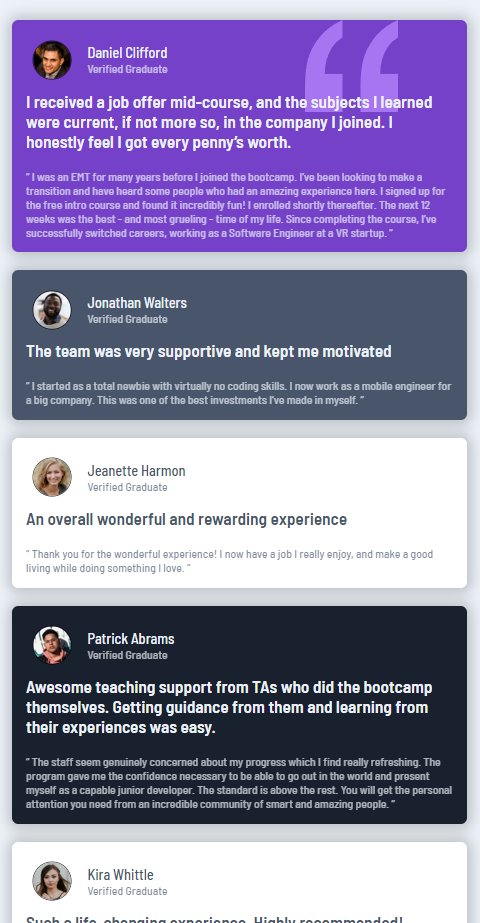 Daniel Clifford
Verified Graduate
I received a job offer mid-course, and the subjects I learned
were current, if not more so, in the company I joined. I
honestly feel I got every penny’s worth.
“ I was an EMT for many years before I joined the bootcamp. I’ve been looking to make a
transition and have heard some people who had an amazing experience here. I signed up for
the free intro course and found it incredibly fun! I enrolled shortly thereafter. The next 12
weeks was the best - and most grueling - time of my life. Since completing the course, I’ve
successfully switched careers, working as a Software Engineer at a VR startup. ”
Jonathan Walters
Verified Graduate
The team was very supportive and kept me motivated
“ I started as a total newbie with virtually no coding skills. I now work as a mobile engineer for
a big company. This was one of the best investments I’ve made in myself. ”
Jeanette Harmon
Verified Graduate
An overall wonderful and rewarding experience
“ Thank you for the wonderful experience! I now have a job I really enjoy, and make a good
living while doing something I love. ”
Patrick Abrams
Verified Graduate
Awesome teaching support from TAs who did the bootcamp
themselves. Getting guidance from them and learning from
their experiences was easy.
“ The staff seem genuinely concerned about my progress which I find really refreshing. The
program gave me the confidence necessary to be able to go out in the world and present
myself as a capable junior developer. The standard is above the rest. You will get the personal
attention you need from an incredible community of smart and amazing people. ”
Kira Whittle
Verified Graduate
Such a life-changing experience. Highly recommended!